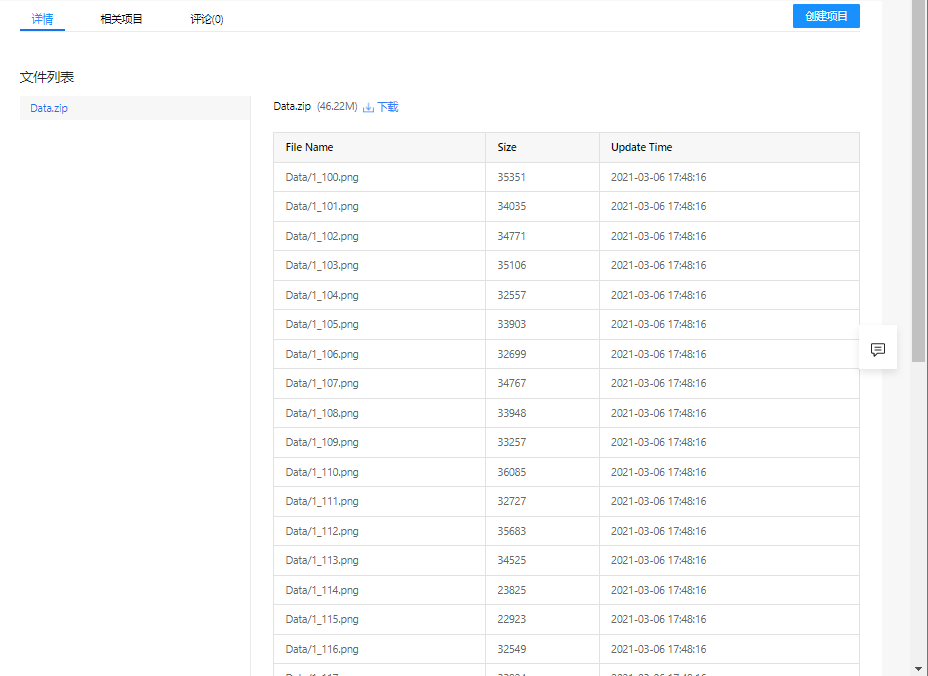 详情 相关项目 评论(0) 创建项目
文件列表
Data.zip
Data.zip (46.22M) 下载
File Name Size Update Time
Data/1_100.png 35351 2021-03-06 17:48:16
Data/1_101.png 34035 2021-03-06 17:48:16
Data/1_102.png 34771 2021-03-06 17:48:16
Data/1_103.png 35106 2021-03-06 17:48:16
Data/1_104.png 32557 2021-03-06 17:48:16
Data/1_105.png 33903 2021-03-06 17:48:16
Data/1_106.png 32699 2021-03-06 17:48:16
Data/1_107.png 34767 2021-03-06 17:48:16
Data/1_108.png 33948 2021-03-06 17:48:16
Data/1_109.png 33257 2021-03-06 17:48:16
Data/1_110.png 36085 2021-03-06 17:48:16
Data/1_111.png 32727 2021-03-06 17:48:16
Data/1_112.png 35683 2021-03-06 17:48:16
Data/1_113.png 34525 2021-03-06 17:48:16
Data/1_114.png 23825 2021-03-06 17:48:16
Data/1_115.png 22923 2021-03-06 17:48:16
Data/1_116.png 32549 2021-03-06 17:48:16